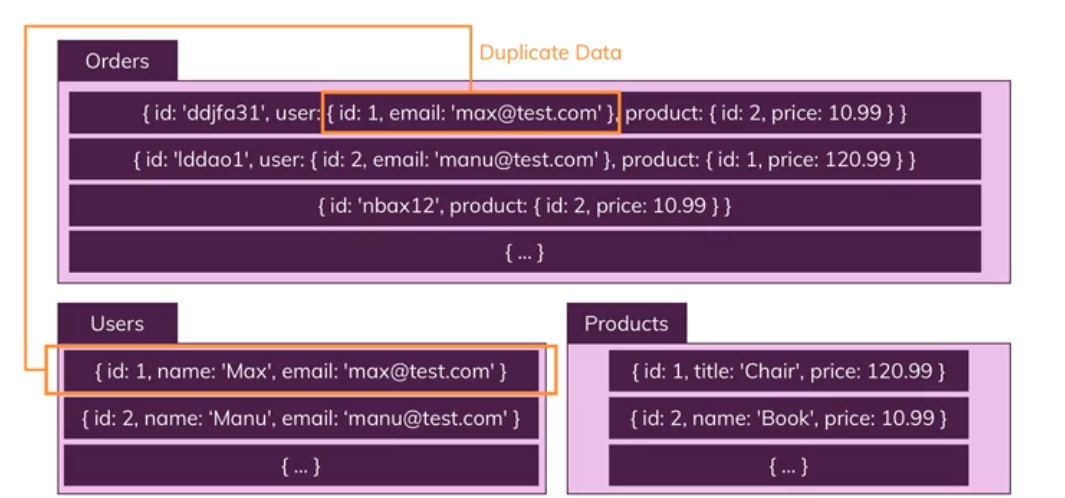 Duplicate Data
Orders
{ id: 'ddjfa31', user: { id: 1, email: 'max@test.com' }, product: { id: 2, price: 10.99 } }
{ id: 'lddao1', user: { id: 2, email: 'manu@test.com' }, product: { id: 1, price: 120.99 } }
{ id: 'nbax12', product: { id: 2, price: 10.99 } }
{ ... }
Users
{ id: 1, name: 'Max', email: 'max@test.com' }
{ id: 2, name: ‘Manu', email: ‘manu@test.com' }
{ ... }
Products
{ id: 1, title: 'Chair', price: 120.99 }
{ id: 2, name: 'Book', price: 10.99 }
{ ... }